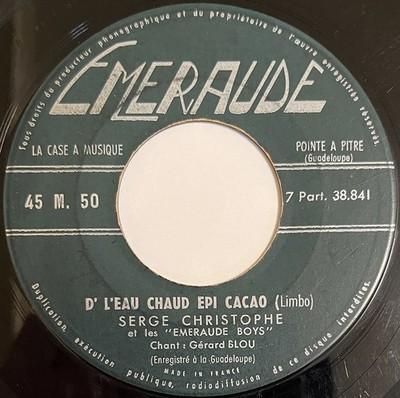 Tous droits du producteur phonographique et du propriétaire de l'œuvre enregistrée réservés.
EMERAUDE
LA CASE A MUSIQUE
POINTE A PITRE
(Guadeloupe)
45 M. 50
7 Part. 38.841
D' L'EAU CHAUD EPI CACAO (Limbo)
SERGE CHRISTOPHE
et les "EMERAUDE BOYS"
Chant : Gérard BLOU
(Enregistré à la Guadeloupe)
MADE IN FRANCE
Duplication, exécution publique, radiodiffusion de ce disque interdites.